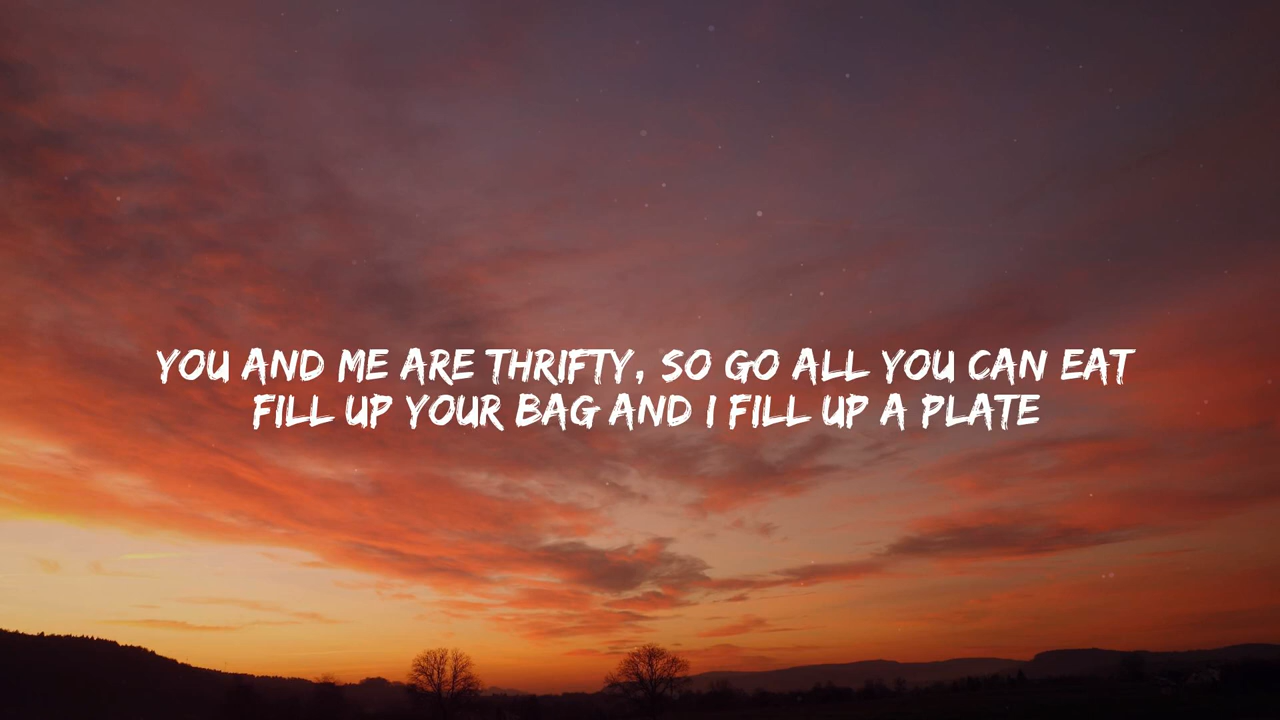 YOU AND ME ARE THRIFTY, SO GO ALL YOU CAN EAT
FILL UP YOUR BAG AND I FILL UP A PLATE